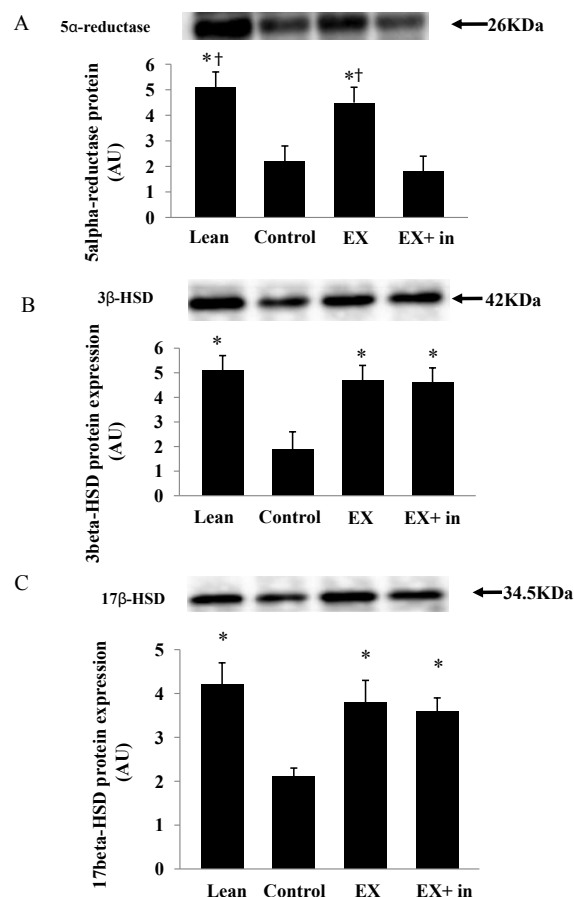 A
5α-reductase
26KDa
5alpha-reductase protein
(AU)
6
5
4
3
2
1
0
*†
*†
Lean Control EX EX+ in
B
3β-HSD
42KDa
3beta-HSD protein expression
(AU)
6
5
4
3
2
1
0
*
*
*
Lean Control EX EX+ in
C
17β-HSD
34.5KDa
17beta-HSD protein expression
(AU)
5
4
3
2
1
0
*
*
*
Lean Control EX EX+ in